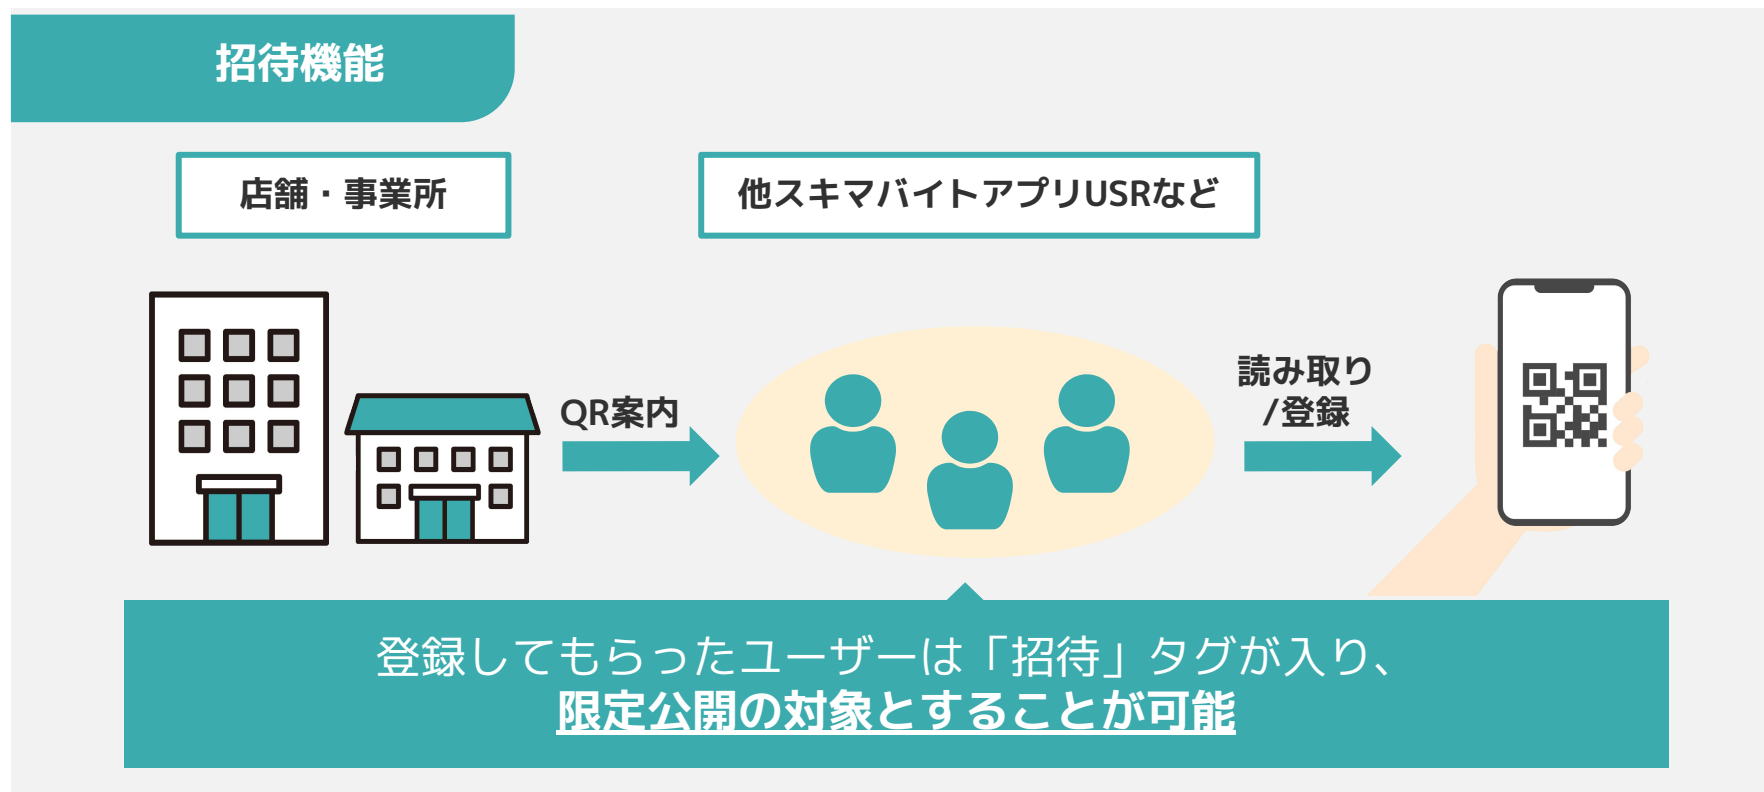 招待機能
店舗・事業所
他スキマバイトアプリUSRなど
QR案内
読み取り
/登録
登録してもらったユーザーは「招待」タグが入り、
限定公開の対象とすることが可能